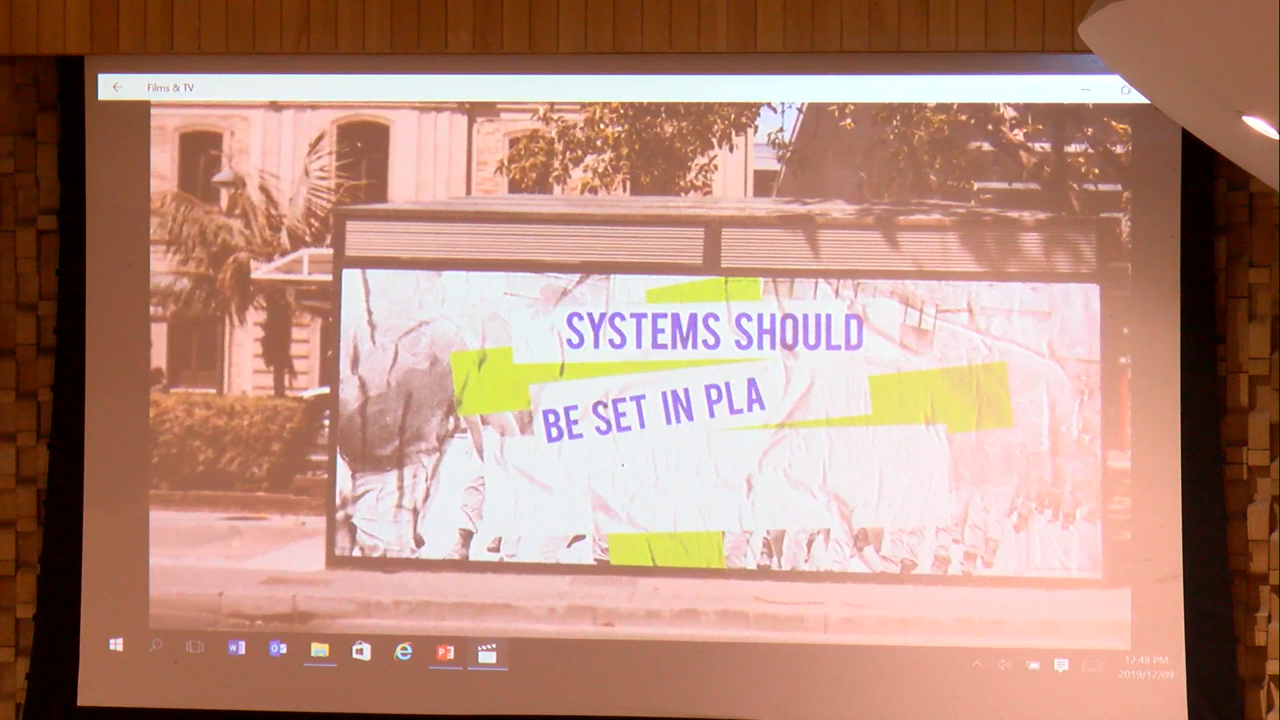 Films & TV
SYSTEMS SHOULD
BE SET IN PLA
12:48 PM
2019/12/09